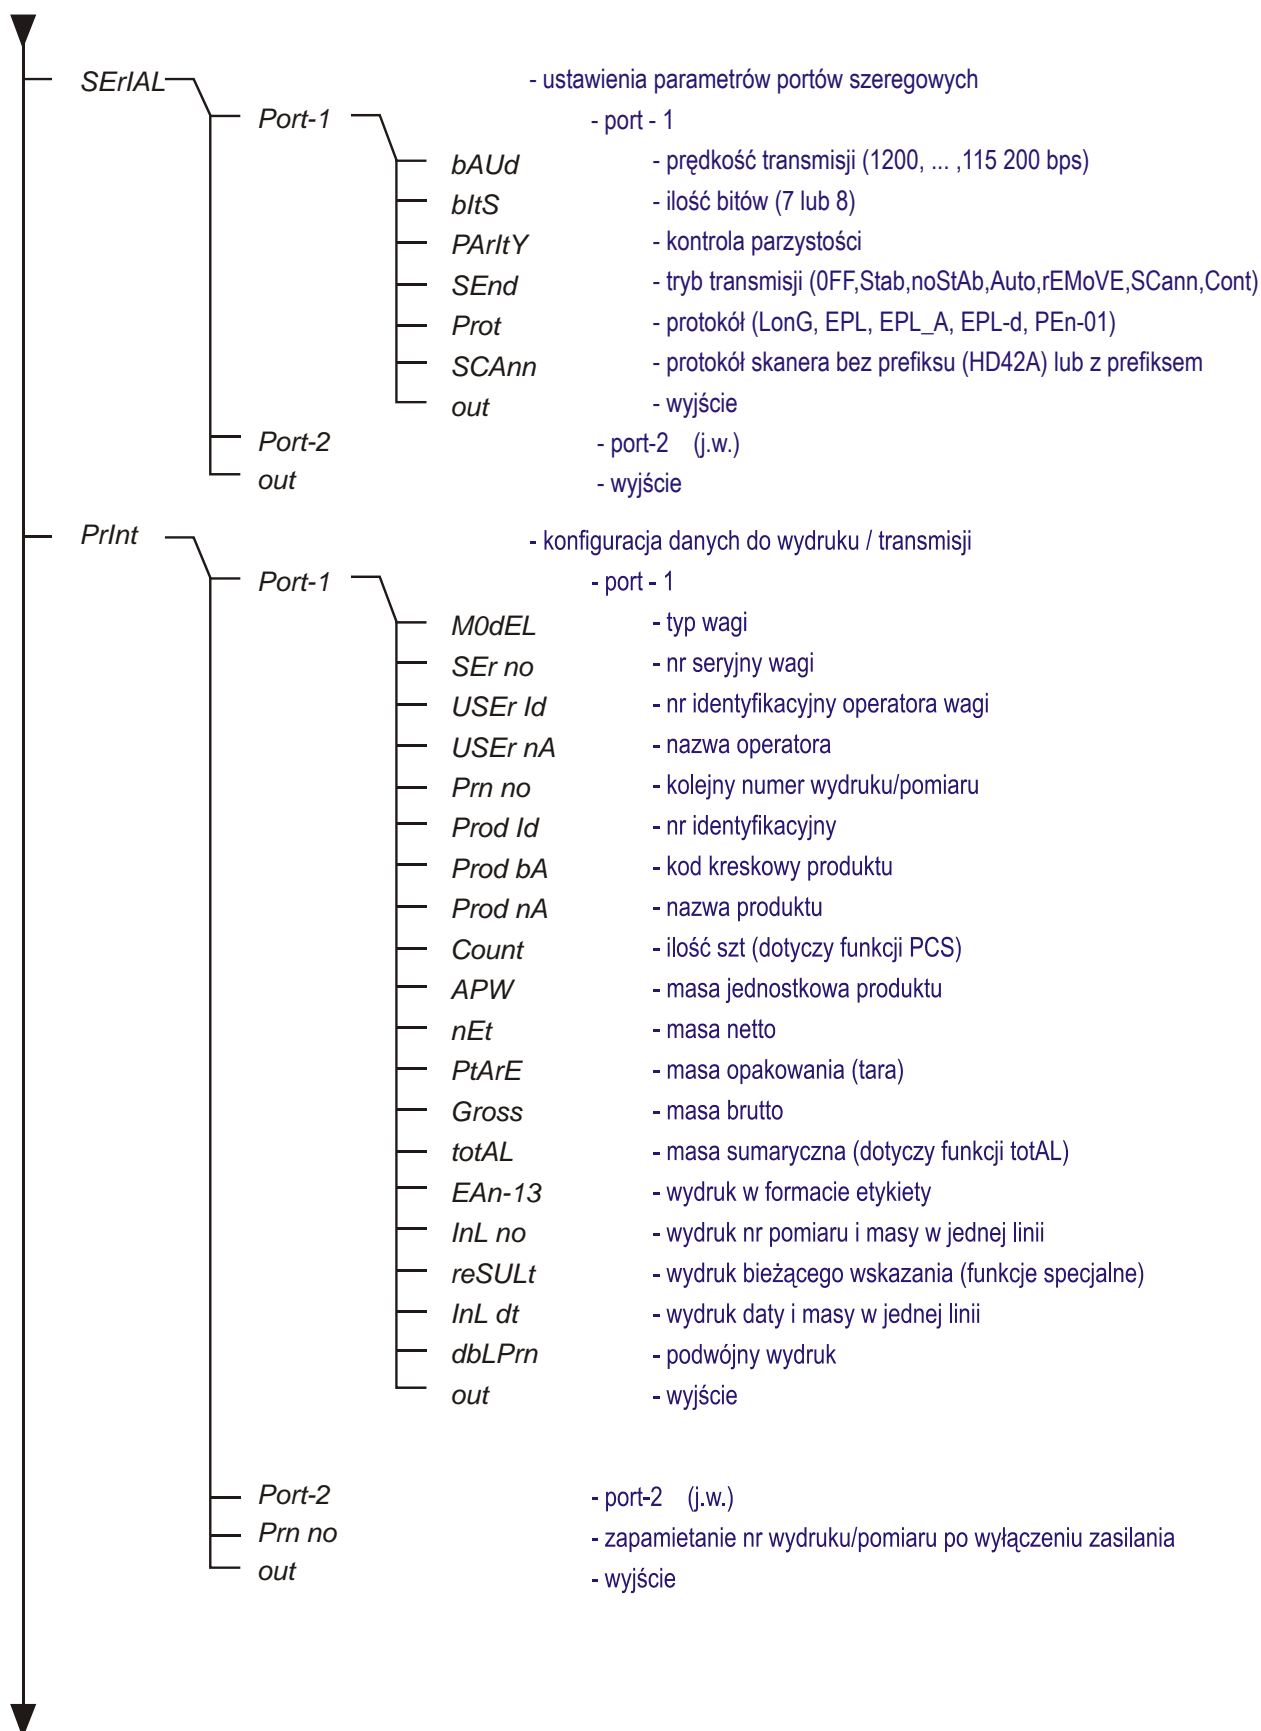 SErIAL - ustawienia parametrów portów szeregowych
Port-1 - port - 1
bAUd - prędkość transmisji (1200, ... ,115 200 bps)
bItS - ilość bitów (7 lub 8)
PArItY - kontrola parzystości
SEnd - tryb transmisji (0FF,Stab,noStAb,Auto,rEMoVE,SCann,Cont)
Prot - protokół (LonG, EPL, EPL_A, EPL-d, PEn-01)
SCAnn - protokół skanera bez prefiksu (HD42A) lub z prefiksem
out - wyjście
Port-2 - port-2 (j.w.)
out - wyjście
PrInt - konfiguracja danych do wydruku / transmisji
Port-1 - port - 1
M0dEL - typ wagi
SEr no - nr seryjny wagi
USEr Id - nr identyfikacyjny operatora wagi
USEr nA - nazwa operatora
Prn no - kolejny numer wydruku/pomiaru
Prod Id - nr identyfikacyjny
Prod bA - kod kreskowy produktu
Prod nA - nazwa produktu
Count - ilość szt (dotyczy funkcji PCS)
APW - masa jednostkowa produktu
nEt - masa netto
PtArE - masa opakowania (tara)
Gross - masa brutto
totAL - masa sumaryczna (dotyczy funkcji totAL)
EAn-13 - wydruk w formacie etykiety
InL no - wydruk nr pomiaru i masy w jednej linii
reSULt - wydruk bieżącego wskazania (funkcje specjalne)
InL dt - wydruk daty i masy w jednej linii
dbLPrn - podwójny wydruk
out - wyjście
Port-2 - port-2 (j.w.)
Prn no - zapamietanie nr wydruku/pomiaru po wyłączeniu zasilania
out - wyjście